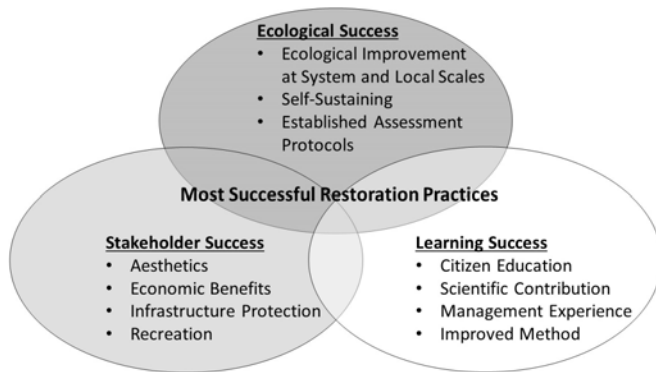 Ecological Success
• Ecological Improvement
at System and Local Scales
• Self-Sustaining
• Established Assessment
Protocols
Most Successful Restoration Practices
Stakeholder Success
• Aesthetics
• Economic Benefits
• Infrastructure Protection
• Recreation
Learning Success
• Citizen Education
• Scientific Contribution
• Management Experience
• Improved Method